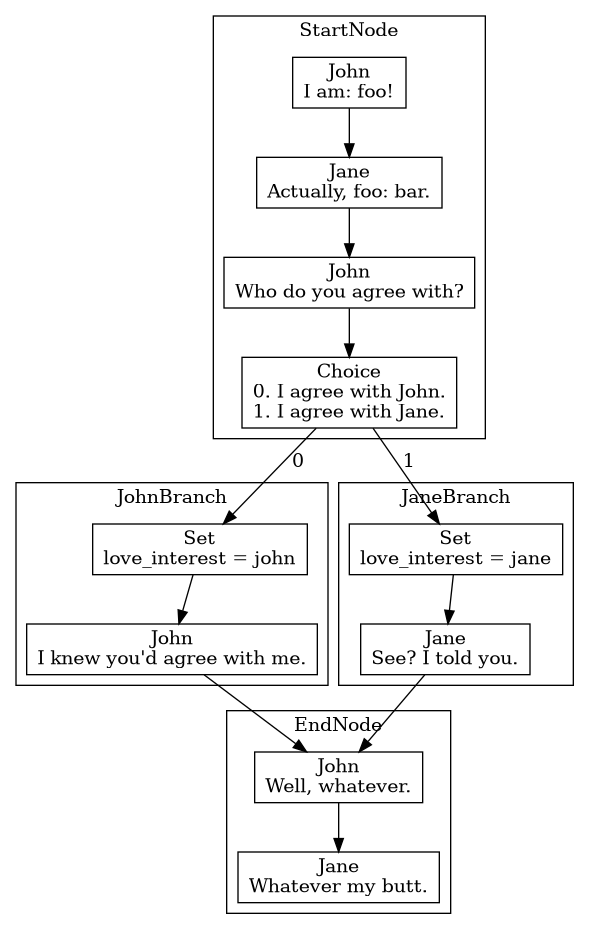 StartNode
John
I am: foo!
Jane
Actually, foo: bar.
John
Who do you agree with?
Choice
0. I agree with John.
1. I agree with Jane.
0
1
JohnBranch
Set
love_interest = john
John
I knew you'd agree with me.
JaneBranch
Set
love_interest = jane
Jane
See? I told you.
EndNode
John
Well, whatever.
Jane
Whatever my butt.